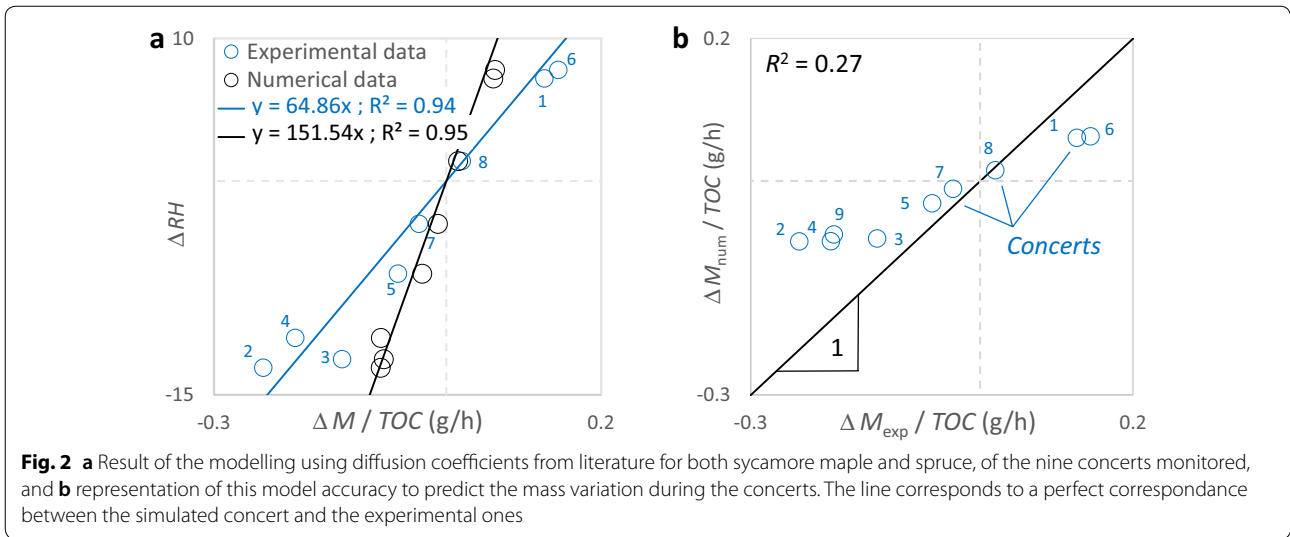 a
10
Experimental data
Numerical data
y = 64.86x ; R² = 0.94
y = 151.54x ; R² = 0.95
6
1
8
7
5
4
2
3
ΔRH
-15
-0.3
ΔM / TOC (g/h)
0.2
b
0.2
R² = 0.27
1
6
8
7
5
9
4
2
3
Concerts
1
ΔM num / TOC (g/h)
-0.3
-0.3
ΔM exp / TOC (g/h)
0.2
Fig. 2 a Result of the modelling using diffusion coefficients from literature for both sycamore maple and spruce, of the nine concerts monitored,
and b representation of this model accuracy to predict the mass variation during the concerts. The line corresponds to a perfect correspondance
between the simulated concert and the experimental ones